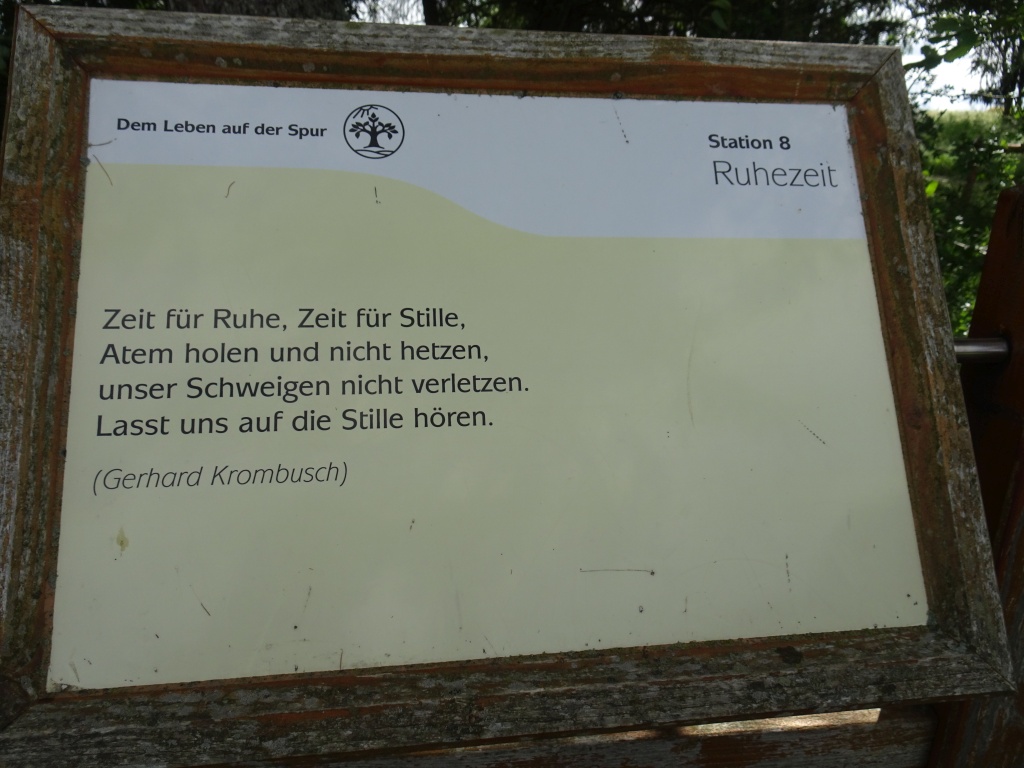 Dem Leben auf der Spur
Station 8
Ruhezeit
Zeit für Ruhe, Zeit für Stille,
Atem holen und nicht hetzen,
unser Schweigen nicht verletzen.
Lasst uns auf die Stille hören.
(Gerhard Krombusch)